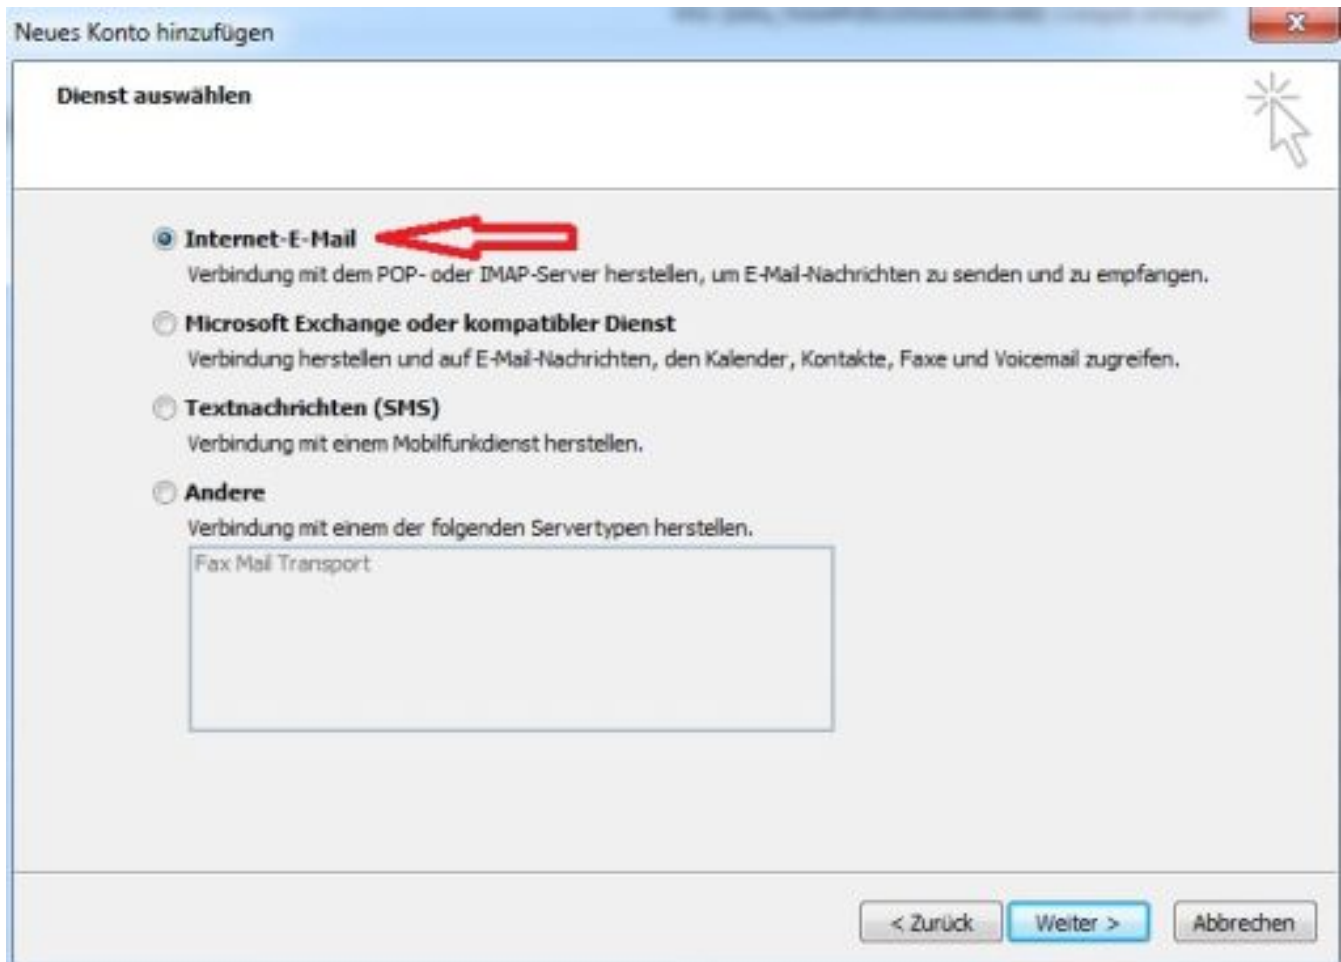 Neues Konto hinzufügen
Dienst auswählen
Internet-E-Mail
Verbindung mit dem POP- oder IMAP-Server herstellen, um E-Mail-Nachrichten zu senden und zu empfangen.
Microsoft Exchange oder kompatibler Dienst
Verbindung herstellen und auf E-Mail-Nachrichten, den Kalender, Kontakte, Faxe und Voicemail zugreifen.
Textnachrichten (SMS)
Verbindung mit einem Mobilfunkdienst herstellen.
Andere
Verbindung mit einem der folgenden Servertypen herstellen.
Fax Mail Transport
< Zurück Weiter > Abbrechen